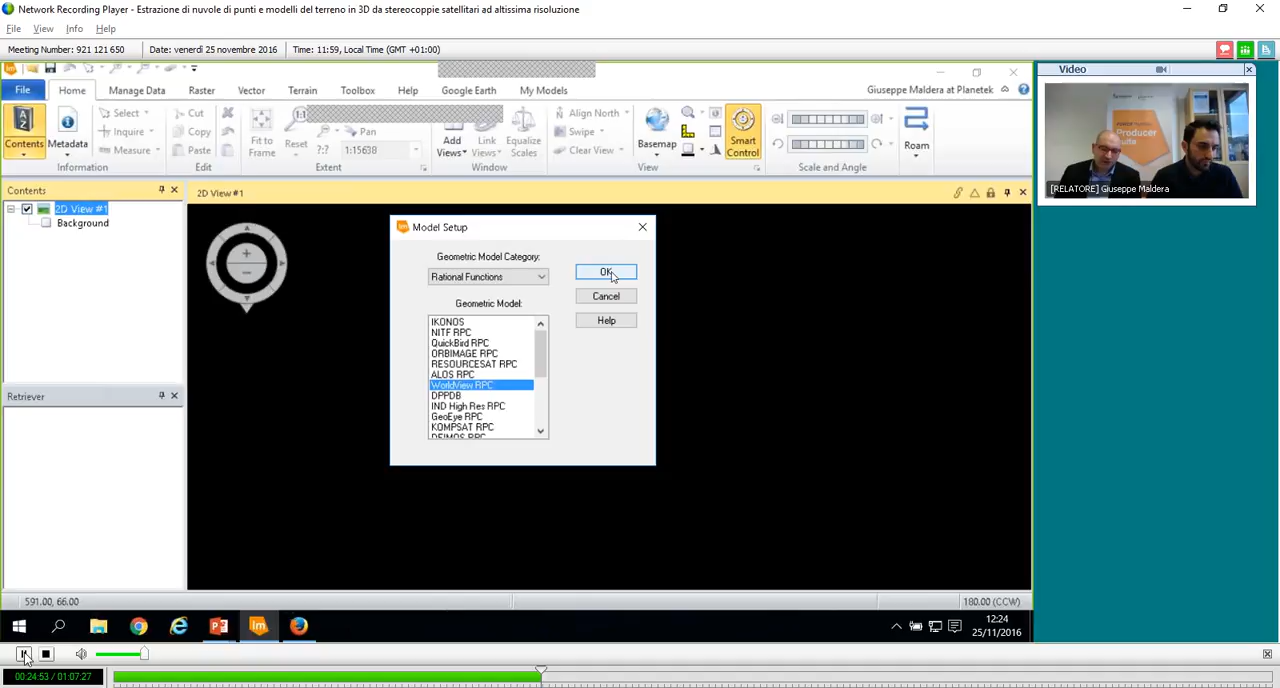 Network Recording Player - Estrazione di nuvole di punti e modelli del terreno in 3D da stereocoppie satellitari ad altissima risoluzione
File View Info Help
Meeting Number: 921 121 650 Date: venerdì 25 novembre 2016 Time: 11:59, Local Time (GMT +01:00)
File Home Manage Data Raster Vector Terrain Toolbox Help Google Earth My Models Giuseppe Maldera at Planetek
Contents Metadata
Select Inquire Measure
Information
Cut Copy Paste
Edit
Fit to Frame Reset 1:1 ?:? Pan 1:15638
Extent
Add Views Link Views Equalize Scales
Window
Align North Swipe Clear View
Basemap
View
Smart Control
Scale and Angle
Roam
Contents
2D View #1
Background
Retriever
2D View #1
Model Setup
Geometric Model Category:
Rational Functions
Geometric Model:
IKONOS
NITF RPC
QuickBird RPC
ORBIMAGE RPC
RESOURCESAT RPC
ALOS RPC
WorldView RPC
DPPDB
IND High Res RPC
GeoEye RPC
KOMPSAT RPC
DEIMOS RPC
OK
Cancel
Help
Video
Producer Suite
[RELATORE] Giuseppe Maldera
591.00, 66.00 180.00 (CCW)
12:24
25/11/2016
00:24:53 / 01:07:27